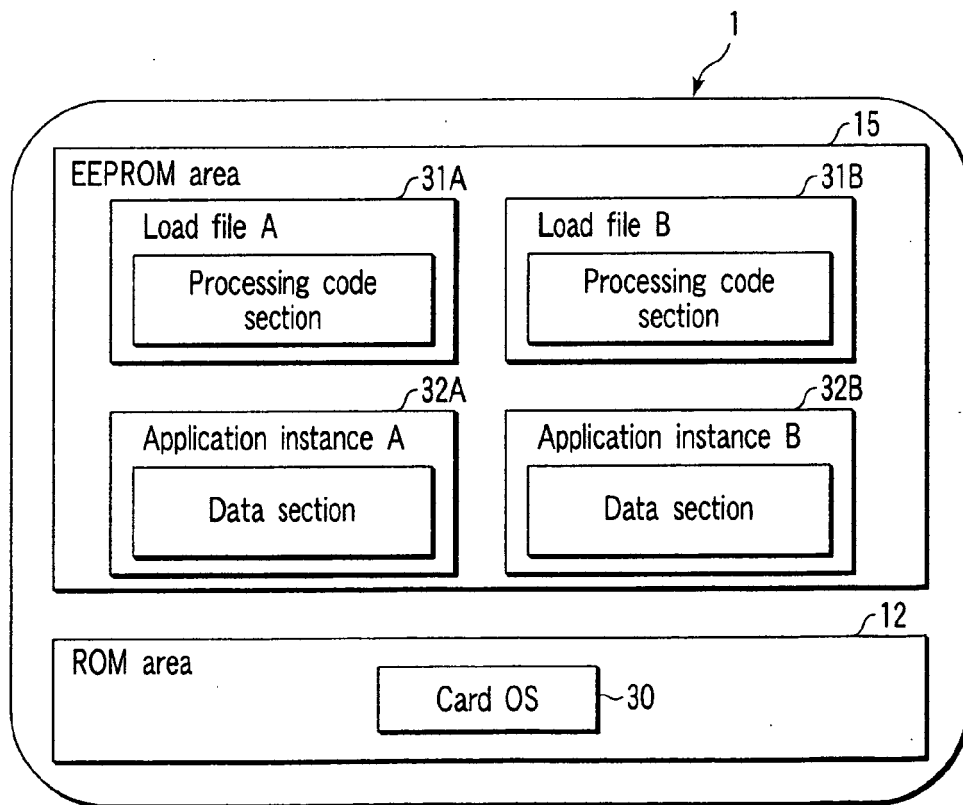 1
15
EEPROM area
31A
31B
Load file A
Load file B
Processing code
section
Processing code
section
32A
32B
Application instance A
Application instance B
Data section
Data section
12
ROM area
Card OS
30